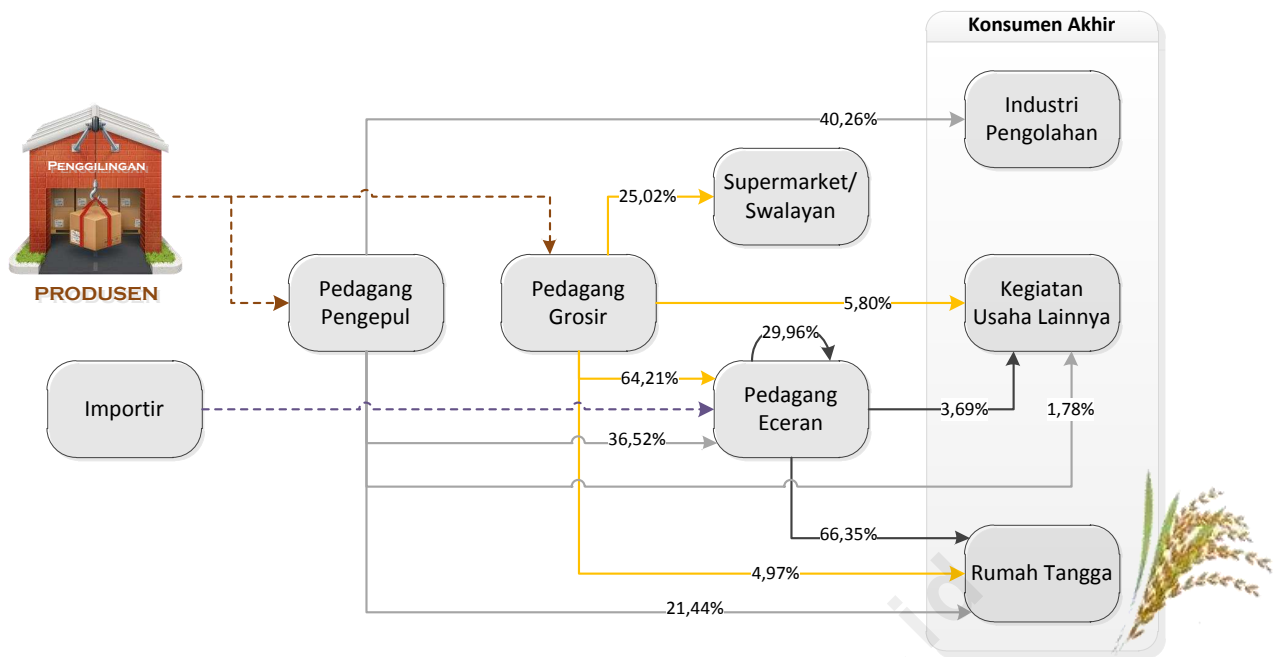 Konsumen Akhir
Industri
Pengolahan
40,26%
PENGGILINGAN
Supermarket/
Swalayan
25,02%
PRODUSEN
Pedagang
Pengepul
Pedagang
Grosir
Kegiatan
Usaha Lainnya
5,80%
29,96%
64,21%
Importir
Pedagang
Eceran
3,69%
1,78%
36,52%
66,35%
4,97%
Rumah Tangga
21,44%
id